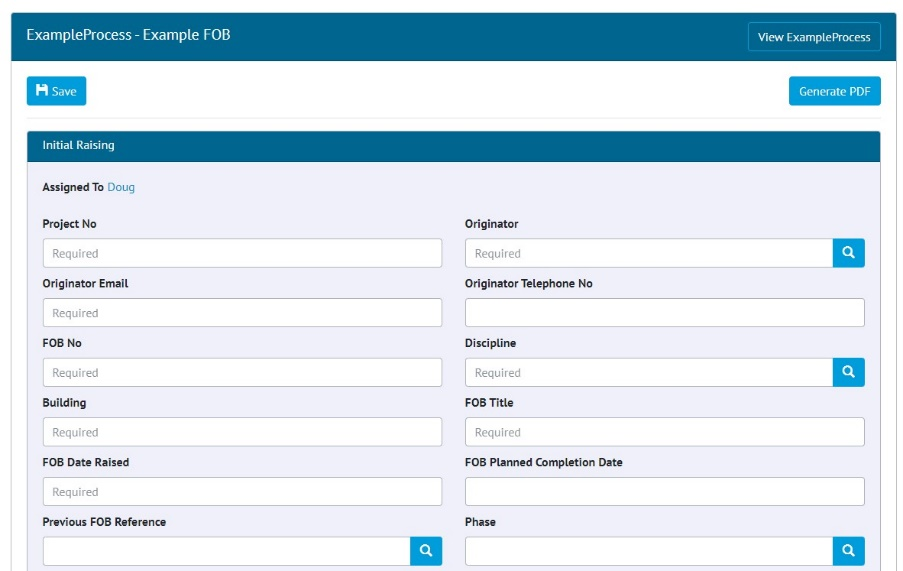 ExampleProcess - Example FOB
View ExampleProcess
Save
Generate PDF
Initial Raising
Assigned To Doug
Project No
Originator
Required
Required
Originator Email
Originator Telephone No
Required
FOB No
Discipline
Required
Required
Building
FOB Title
Required
Required
FOB Date Raised
FOB Planned Completion Date
Required
Previous FOB Reference
Phase